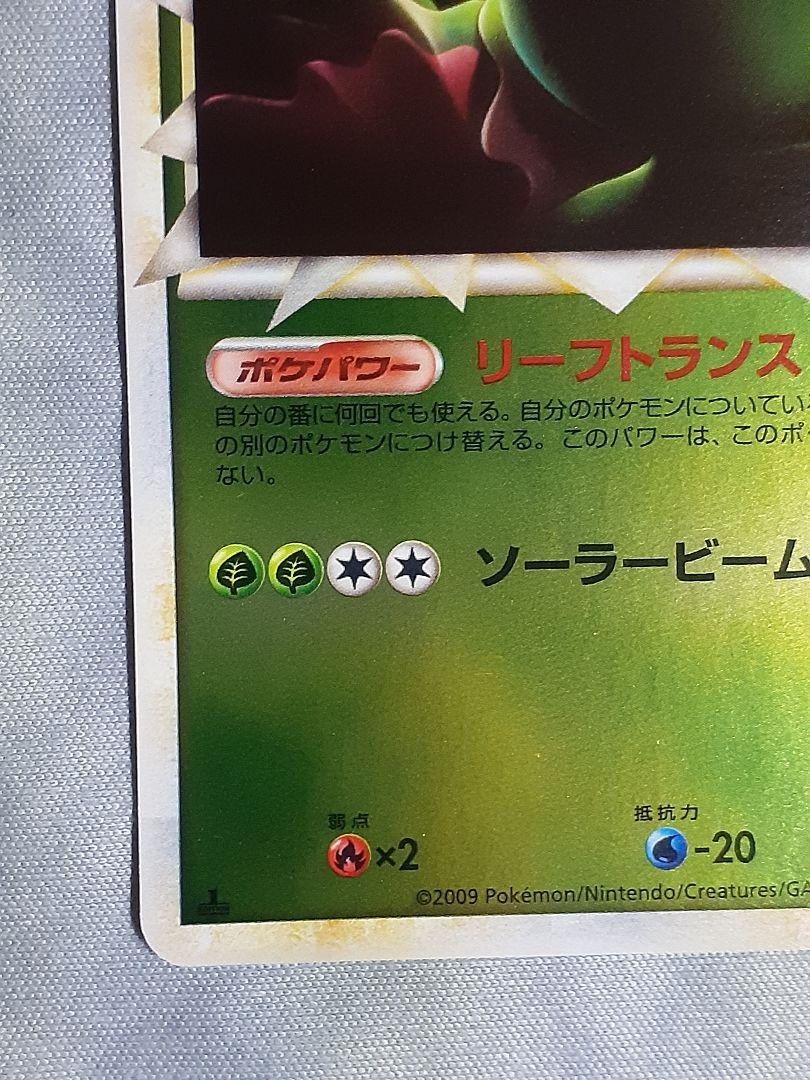 ポケパワー リーフトランス
自分の番に何回でも使える。自分のポケモンについている
の別のポケモンにつけ替える。このパワーは、このポケ
ない。
ソーラービーム
弱点 抵抗力
×2 -20
1 EDITION ©2009 Pokémon/Nintendo/Creatures/GA